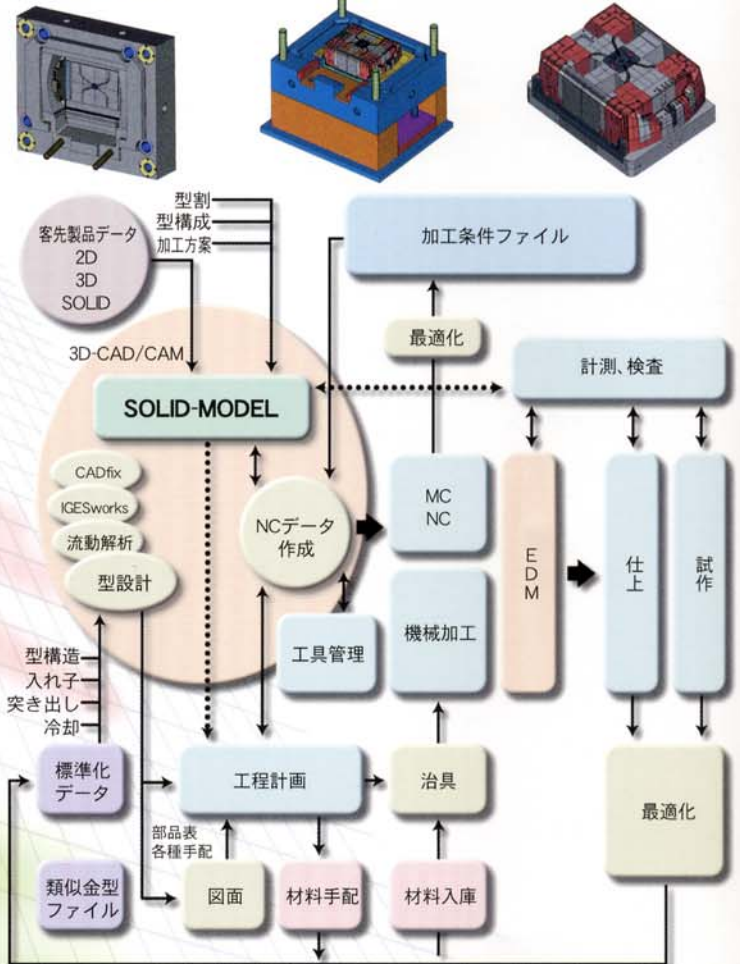 型割
型構成
加工方案
客先製品データ
2D
3D
SOLID
加工条件ファイル
最適化
3D-CAD/CAM
計測、検査
SOLID-MODEL
CADfix
IGESworks
流動解析
型設計
NCデータ
作成
MC
NC
EDM
仕上
試作
工具管理
機械加工
型構造
入れ子
突き出し
冷却
標準化
データ
工程計画
治具
最適化
部品表
各種手配
類似金型
ファイル
図面
材料手配
材料入庫